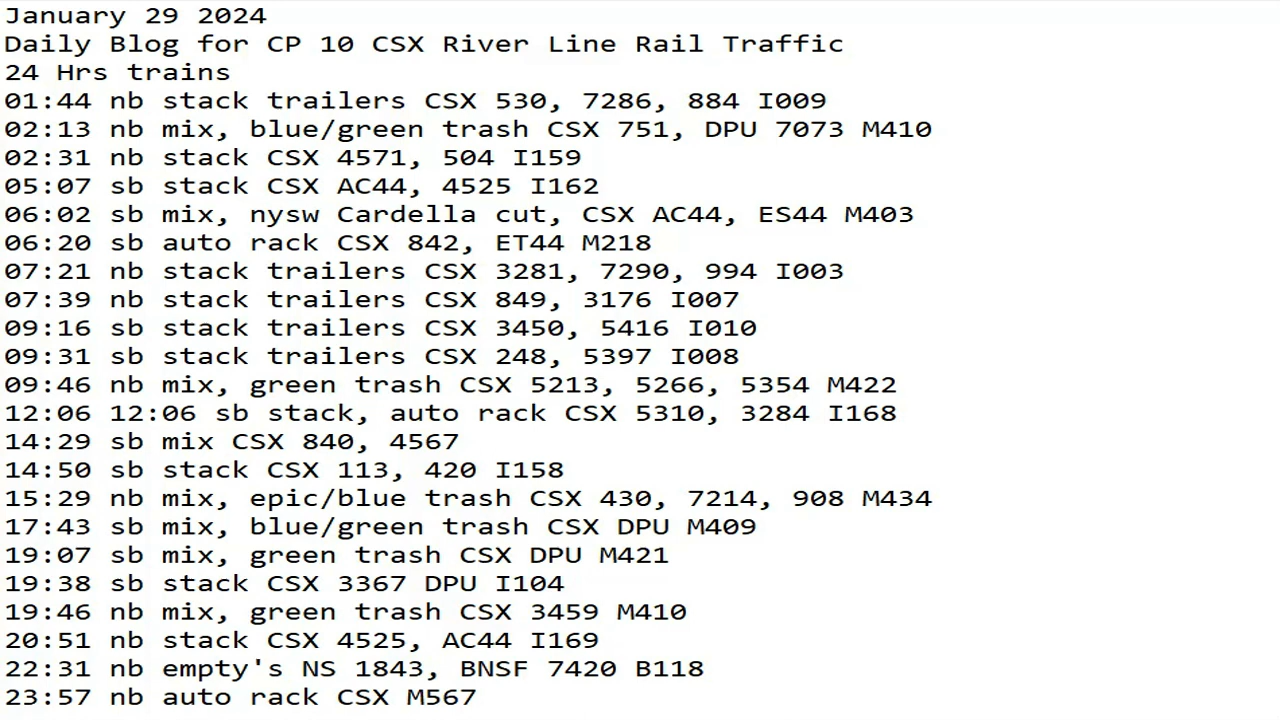 January 29 2024
Daily Blog for CP 10 CSX River Line Rail Traffic
24 Hrs trains
01:44 nb stack trailers CSX 530, 7286, 884 I009
02:13 nb mix, blue/green trash CSX 751, DPU 7073 M410
02:31 nb stack CSX 4571, 504 I159
05:07 sb stack CSX AC44, 4525 I162
06:02 sb mix, nysw Cardella cut, CSX AC44, ES44 M403
06:20 sb auto rack CSX 842, ET44 M218
07:21 nb stack trailers CSX 3281, 7290, 994 I003
07:39 nb stack trailers CSX 849, 3176 I007
09:16 sb stack trailers CSX 3450, 5416 I010
09:31 sb stack trailers CSX 248, 5397 I008
09:46 nb mix, green trash CSX 5213, 5266, 5354 M422
12:06 12:06 sb stack, auto rack CSX 5310, 3284 I168
14:29 sb mix CSX 840, 4567
14:50 sb stack CSX 113, 420 I158
15:29 nb mix, epic/blue trash CSX 430, 7214, 908 M434
17:43 sb mix, blue/green trash CSX DPU M409
19:07 sb mix, green trash CSX DPU M421
19:38 sb stack CSX 3367 DPU I104
19:46 nb mix, green trash CSX 3459 M410
20:51 nb stack CSX 4525, AC44 I169
22:31 nb empty's NS 1843, BNSF 7420 B118
23:57 nb auto rack CSX M567